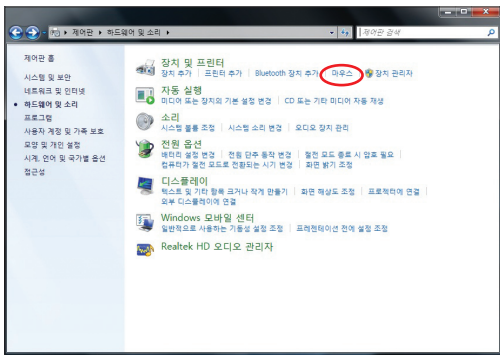 제어판 ▸ 하드웨어 및 소리 ▸
제어판 검색
제어판 홈
시스템 및 보안
네트워크 및 인터넷
하드웨어 및 소리
프로그램
사용자 계정 및 가족 보호
모양 및 개인 설정
시계, 언어 및 국가별 옵션
접근성
장치 및 프린터
장치 추가 | 프린터 추가 | Bluetooth 장치 추가 | 마우스 | 장치 관리자
자동 실행
미디어 또는 장치의 기본 설정 변경 | CD 또는 기타 미디어 자동 재생
소리
시스템 볼륨 조정 | 시스템 소리 변경 | 오디오 장치 관리
전원 옵션
배터리 설정 변경 | 전원 단추 동작 변경 | 절전 모드 종료 시 암호 필요
컴퓨터가 절전 모드로 전환되는 시기 변경 | 화면 밝기 조정
디스플레이
텍스트 및 기타 항목 크거나 작게 만들기 | 화면 해상도 조정 | 프로젝터에 연결
외부 디스플레이에 연결
Windows 모바일 센터
일반적으로 사용하는 기동성 설정 조정 | 프레젠테이션 전에 설정 조정
Realtek HD 오디오 관리자